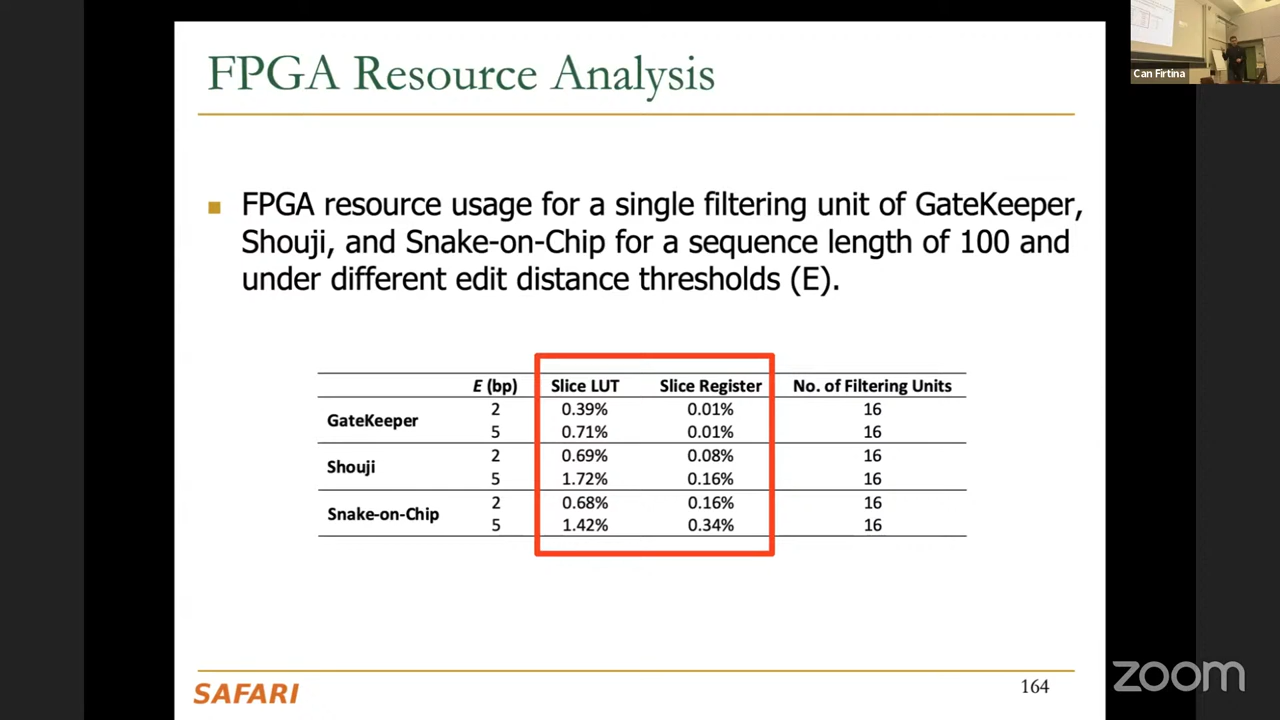 FPGA Resource Analysis
Can Firtina
FPGA resource usage for a single filtering unit of GateKeeper,
Shouji, and Snake-on-Chip for a sequence length of 100 and
under different edit distance thresholds (E).
E (bp) Slice LUT Slice Register No. of Filtering Units
GateKeeper 2 0.39% 0.01% 16
5 0.71% 0.01% 16
Shouji 2 0.69% 0.08% 16
5 1.72% 0.16% 16
Snake-on-Chip 2 0.68% 0.16% 16
5 1.42% 0.34% 16
SAFARI
164
zoom